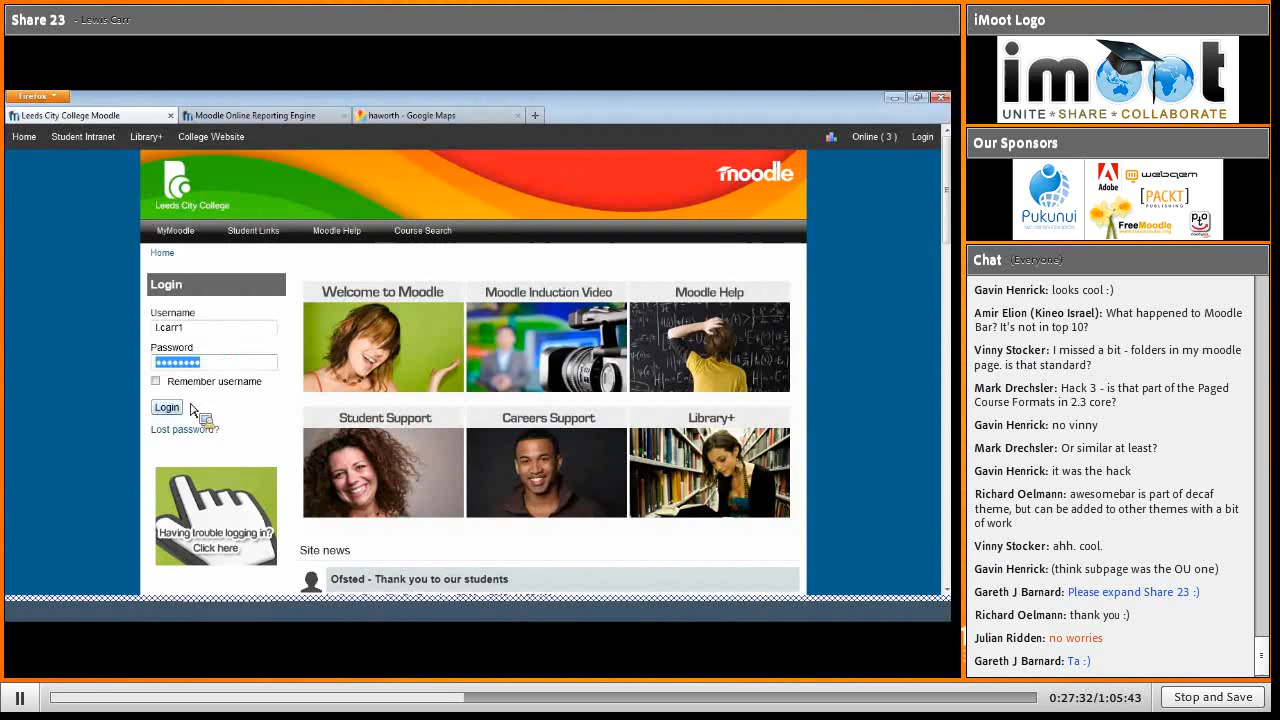 Share 23 - Lewis Carr
Firefox
Leeds City College Moodle
Moodle Online Reporting Engine
haworth - Google Maps
Home Student Intranet Library+ College Website
Online ( 3 ) Login
Leeds City College
moodle
MyMoodle Student Links Moodle Help Course Search
Home
Login
Username
l.carr1
Password
Remember username
Login
Lost password?
Having trouble logging in?
Click here
Welcome to Moodle
Moodle Induction Video
Moodle Help
Student Support
Careers Support
Library+
Site news
Ofsted - Thank you to our students
iMoot Logo
imoot
UNITE*SHARE*COLLABORATE
Our Sponsors
Pukunui
Adobe
webgem
[PACKT]
PUBLISHING
FreeMoodle
Chat (Everyone)
Gavin Henrick: looks cool :)
Amir Elion (Kineo Israel): What happened to Moodle
Bar? It's not in top 10?
Vinny Stocker: I missed a bit - folders in my moodle
page. is that standard?
Mark Drechsler: Hack 3 - is that part of the Paged
Course Formats in 2.3 core?
Gavin Henrick: no vinny
Mark Drechsler: Or similar at least?
Gavin Henrick: it was the hack
Richard Oelmann: awesomebar is part of decaf
theme, but can be added to other themes with a bit
of work
Vinny Stocker: ahh. cool.
Gavin Henrick: (think subpage was the OU one)
Gareth J Barnard: Please expand Share 23 :)
Richard Oelmann: thank you :)
Julian Ridden: no worries
Gareth J Barnard: Ta :)
0:27:32/1:05:43
Stop and Save